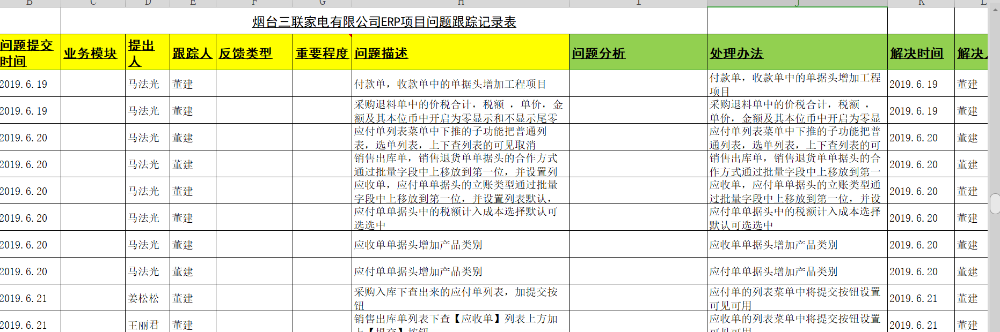 B C D E F G H I J K L
烟台三联家电有限公司ERP项目问题跟踪记录表
问题提交
时间
业务模块
提出
人
跟踪人
反馈类型
重要程度
问题描述
问题分析
处理办法
解决时间
解决
2019.6.19
马法光
董建
付款单，收款单中的单据头增加工程项目
付款单，收款单中的单据头增加工程
项目
2019.6.19
董建
2019.6.19
马法光
董建
采购退料单中的价税合计，税额 ，单价，金
额及其本位币中开启为零显示和不显示尾零
采购退料单中的价税合计，税额 ，
单价，金额及其本位币中开启为零显
2019.6.19
董建
2019.6.20
马法光
董建
应付单列表菜单中下推的子功能把普通列
表，选单列表，上下查列表的可见取消
应付单列表菜单中下推的子功能把普
通列表，选单列表，上下查列表的可
2019.6.20
董建
2019.6.20
马法光
董建
销售出库单，销售退货单单据头的合作方式
通过批量字段中上移放到第一位，并设置列
销售出库单，销售退货单单据头的合
作方式通过批量字段中上移放到第一
2019.6.20
董建
2019.6.20
马法光
董建
应收单，应付单单据头的立账类型通过批量
字段中上移放到第一位，并设置列表默认，
应收单，应付单单据头的立账类型通
过批量字段中上移放到第一位，并设
2019.6.20
董建
2019.6.20
马法光
董建
应付单单据头中的税额计入成本选择默认可
选选中
应付单单据头中的税额计入成本选择
默认可选选中
2019.6.20
董建
2019.6.20
马法光
董建
应收单单据头增加产品类别
应收单单据头增加产品类别
2019.6.20
董建
2019.6.20
马法光
董建
应付单单据头增加产品类别
应付单单据头增加产品类别
2019.6.20
董建
2019.6.21
姜松松
董建
采购入库下查出来的应付单列表，加提交按
钮
应付单的列表菜单中将提交按钮设置
可见可用
2019.6.21
董建
2019.6.21
王丽君
董建
销售出库单列表下查【应收单】列表上方加
上【提交】按钮
应收单的列表菜单中将提交按钮设置
可见可用
2019.6.21
董建